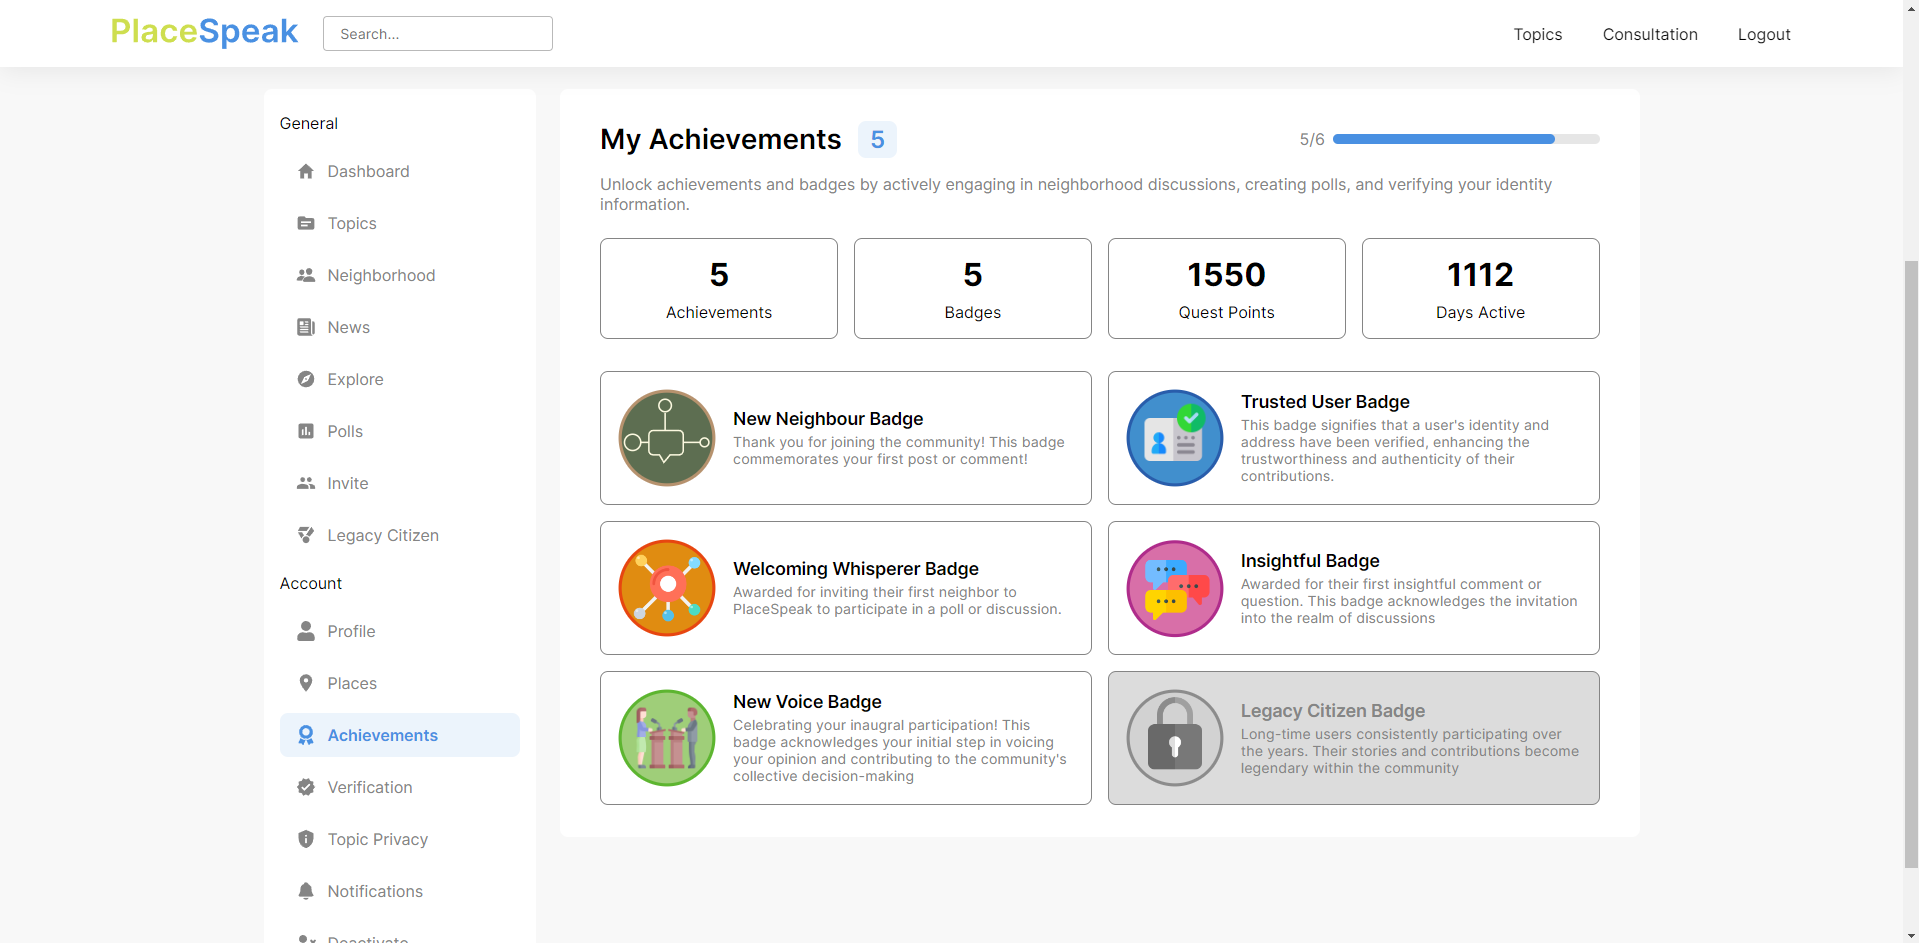 PlaceSpeak
Search...
Topics
Consultation
Logout
General
Dashboard
Topics
Neighborhood
News
Explore
Polls
Invite
Legacy Citizen
Account
Profile
Places
Achievements
Verification
Topic Privacy
Notifications
Deactivate
My Achievements 5
5/6
Unlock achievements and badges by actively engaging in neighborhood discussions, creating polls, and verifying your identity
information.
5
Achievements
5
Badges
1550
Quest Points
1112
Days Active
New Neighbour Badge
Thank you for joining the community! This badge
commemorates your first post or comment!
Trusted User Badge
This badge signifies that a user's identity and
address have been verified, enhancing the
trustworthiness and authenticity of their
contributions.
Welcoming Whisperer Badge
Awarded for inviting their first neighbor to
PlaceSpeak to participate in a poll or discussion.
Insightful Badge
Awarded for their first insightful comment or
question. This badge acknowledges the invitation
into the realm of discussions
New Voice Badge
Celebrating your inaugral participation! This
badge acknowledges your initial step in voicing
your opinion and contributing to the community's
collective decision-making
Legacy Citizen Badge
Long-time users consistently participating over
the years. Their stories and contributions become
legendary within the community